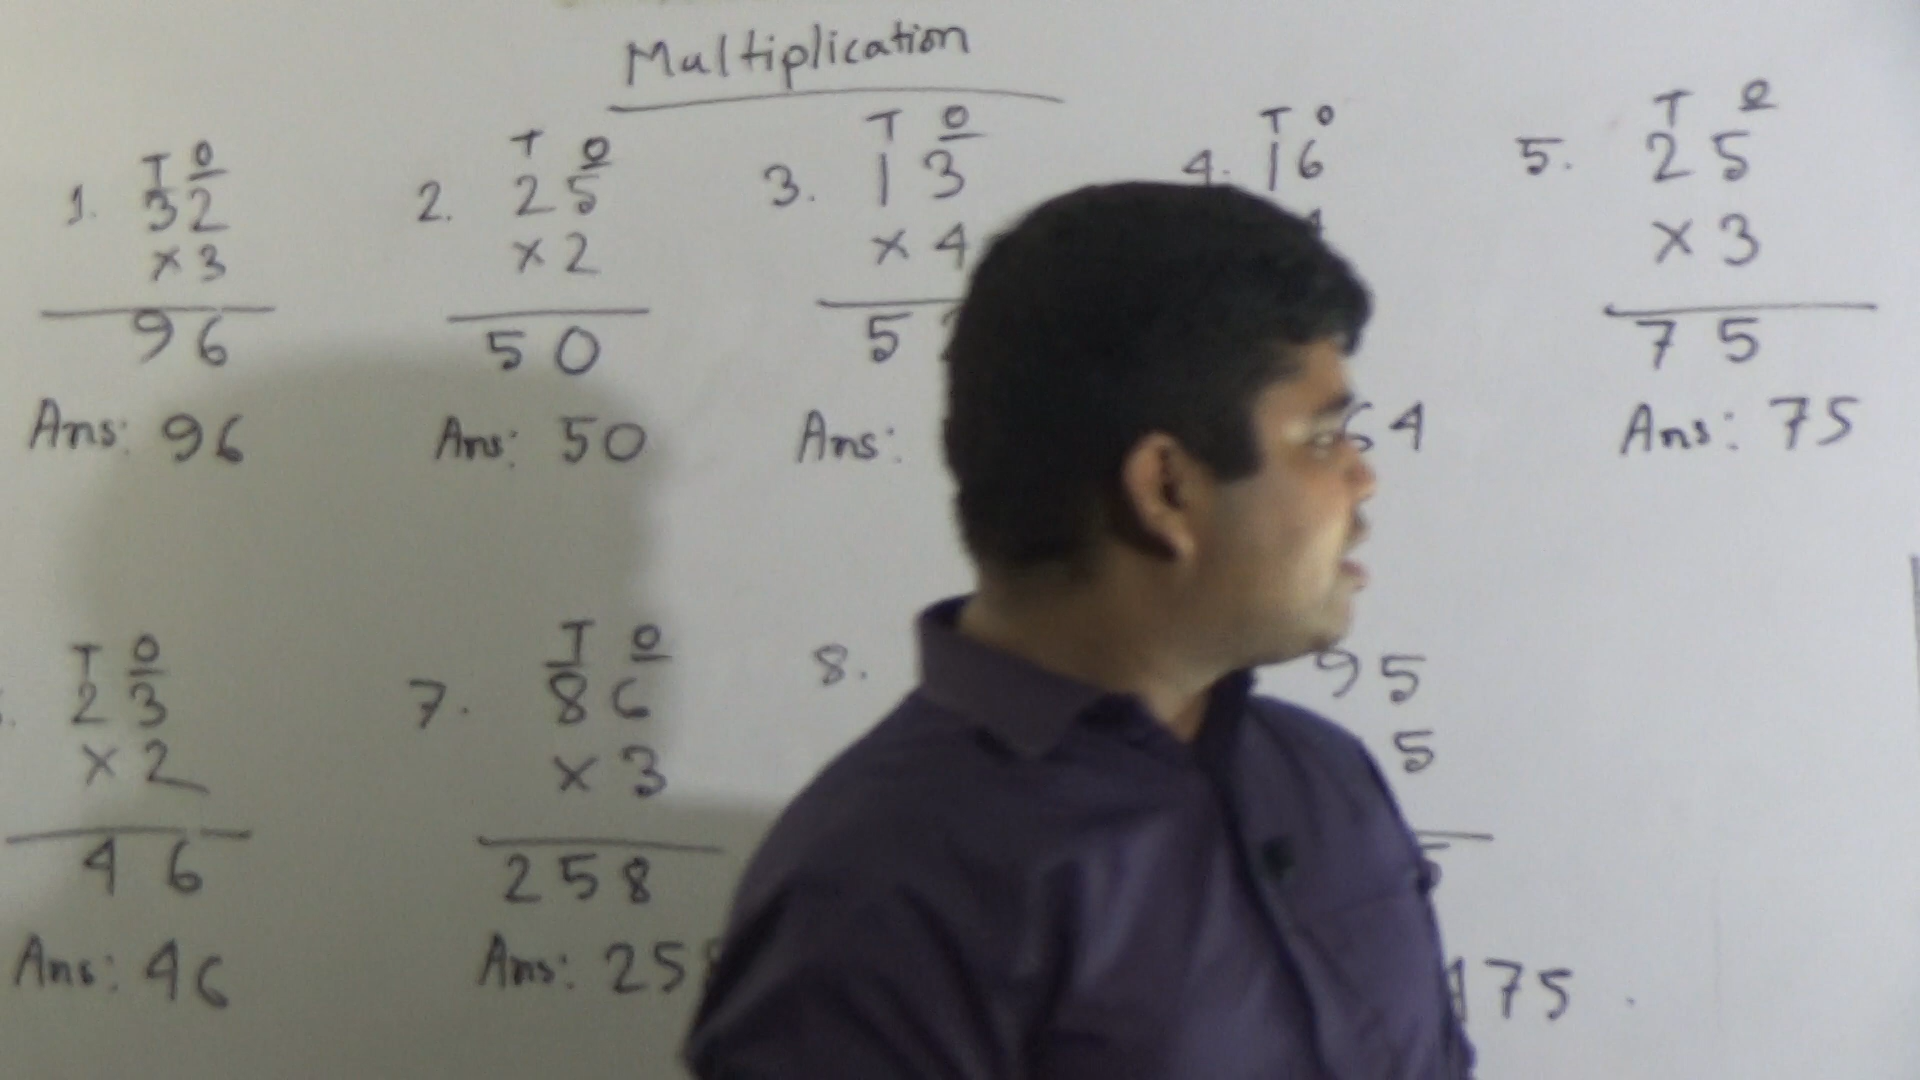 Multiplication
1. T O
32
× 3
96
Ans: 96
2. T O
25
× 2
50
Ans: 50
3. T O
13
× 4
5
Ans:
4. T O
16
64
5. T O
25
× 3
75
Ans: 75
T O
23
× 2
46
Ans: 46
7. T O
86
× 3
258
Ans: 25
8.
95
5
175